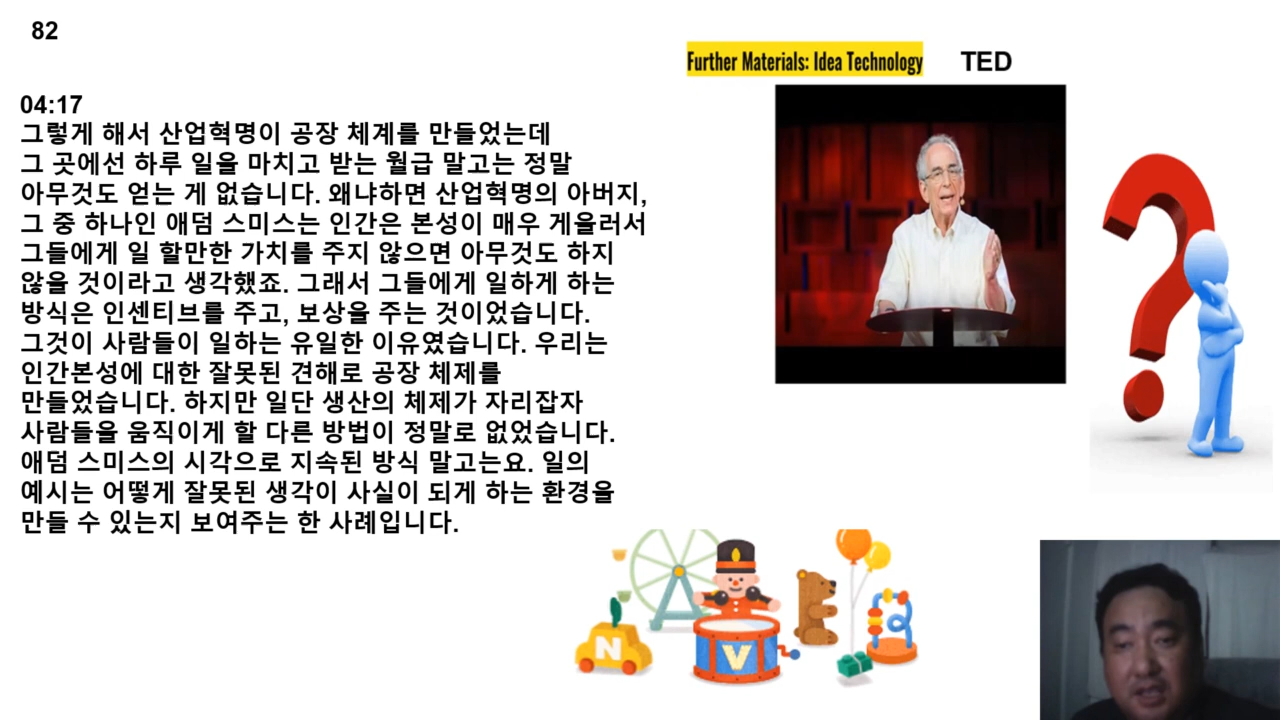 82
Further Materials: Idea Technology
TED
04:17
그렇게 해서 산업혁명이 공장 체계를 만들었는데
그 곳에선 하루 일을 마치고 받는 월급 말고는 정말
아무것도 얻는 게 없습니다. 왜냐하면 산업혁명의 아버지,
그 중 하나인 애덤 스미스는 인간은 본성이 매우 게을러서
그들에게 일 할만한 가치를 주지 않으면 아무것도 하지
않을 것이라고 생각했죠. 그래서 그들에게 일하게 하는
방식은 인센티브를 주고, 보상을 주는 것이었습니다.
그것이 사람들이 일하는 유일한 이유였습니다. 우리는
인간본성에 대한 잘못된 견해로 공장 체제를
만들었습니다. 하지만 일단 생산의 체제가 자리잡자
사람들을 움직이게 할 다른 방법이 정말로 없었습니다.
애덤 스미스의 시각으로 지속된 방식 말고는요. 일의
예시는 어떻게 잘못된 생각이 사실이 되게 하는 환경을
만들 수 있는지 보여주는 한 사례입니다.
N V